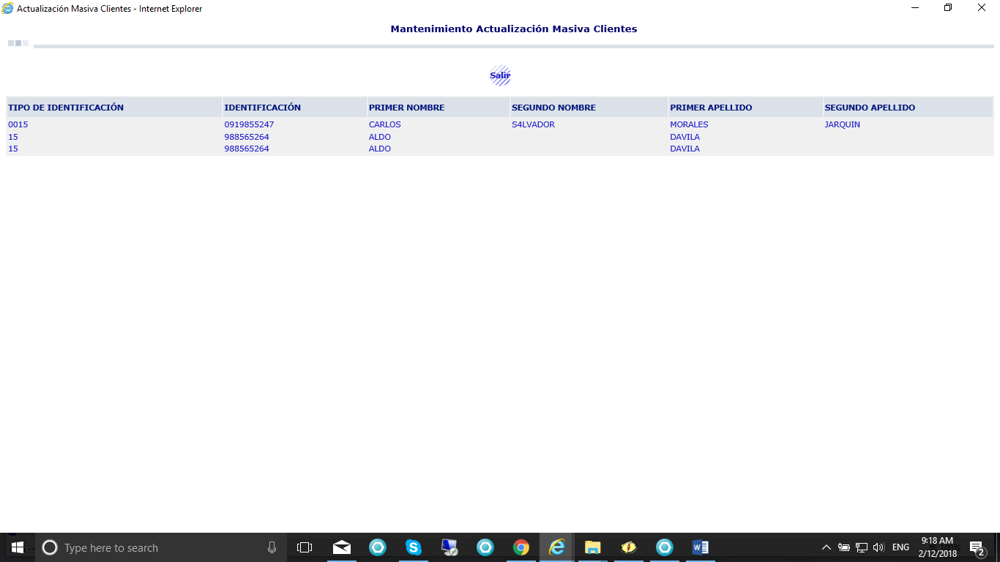 Actualización Masiva Clientes - Internet Explorer
Mantenimiento Actualización Masiva Clientes
Salir
TIPO DE IDENTIFICACIÓN IDENTIFICACIÓN PRIMER NOMBRE SEGUNDO NOMBRE PRIMER APELLIDO SEGUNDO APELLIDO
0015 0919855247 CARLOS S4LVADOR MORALES JARQUIN
15 988565264 ALDO DAVILA
15 988565264 ALDO DAVILA
Type here to search
ENG
9:18 AM
2/12/2018
2